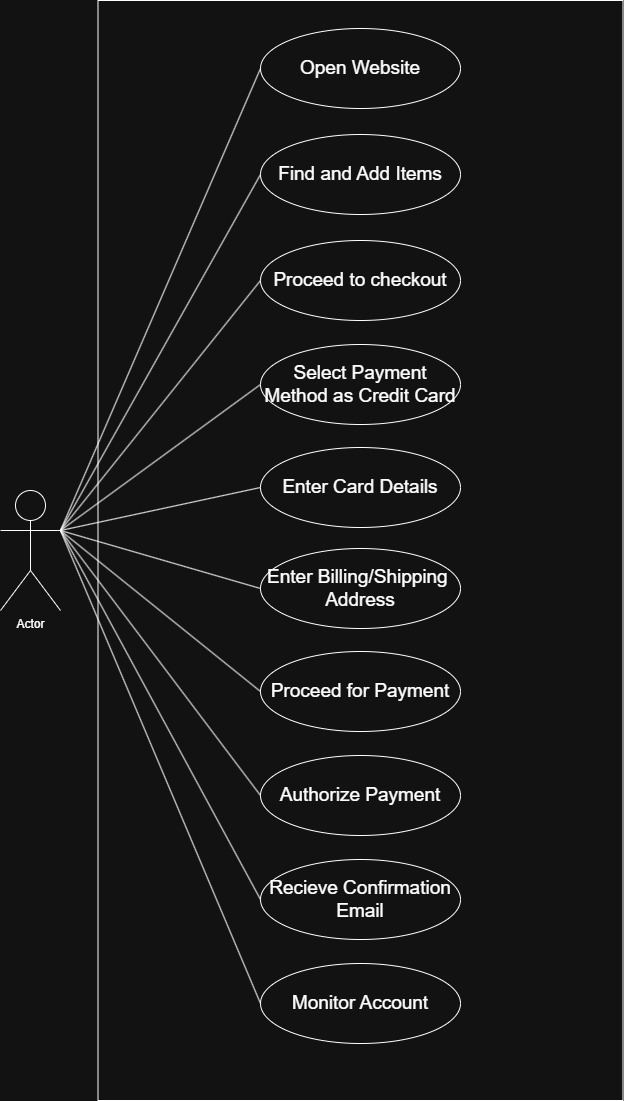 Open Website
Find and Add Items
Proceed to checkout
Select Payment
Method as Credit Card
Enter Card Details
Enter Billing/Shipping
Address
Actor
Proceed for Payment
Authorize Payment
Recieve Confirmation
Email
Monitor Account